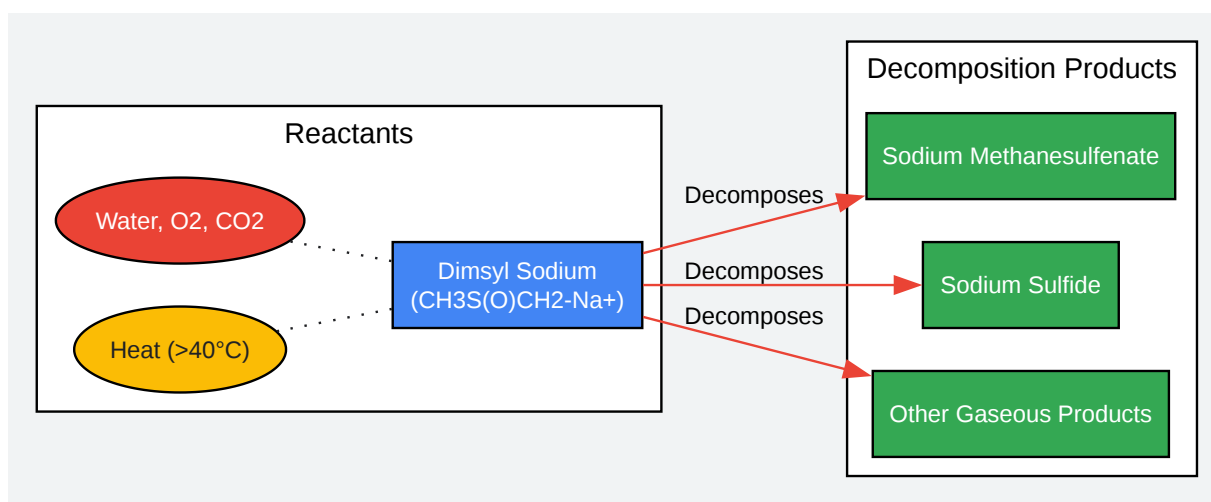 Reactants
Water, O2, CO2
Heat (>40°C)
Dimsyl Sodium
(CH3S(O)CH2-Na+)
Decomposes
Decomposes
Decomposes
Decomposition Products
Sodium Methanesulfenate
Sodium Sulfide
Other Gaseous Products